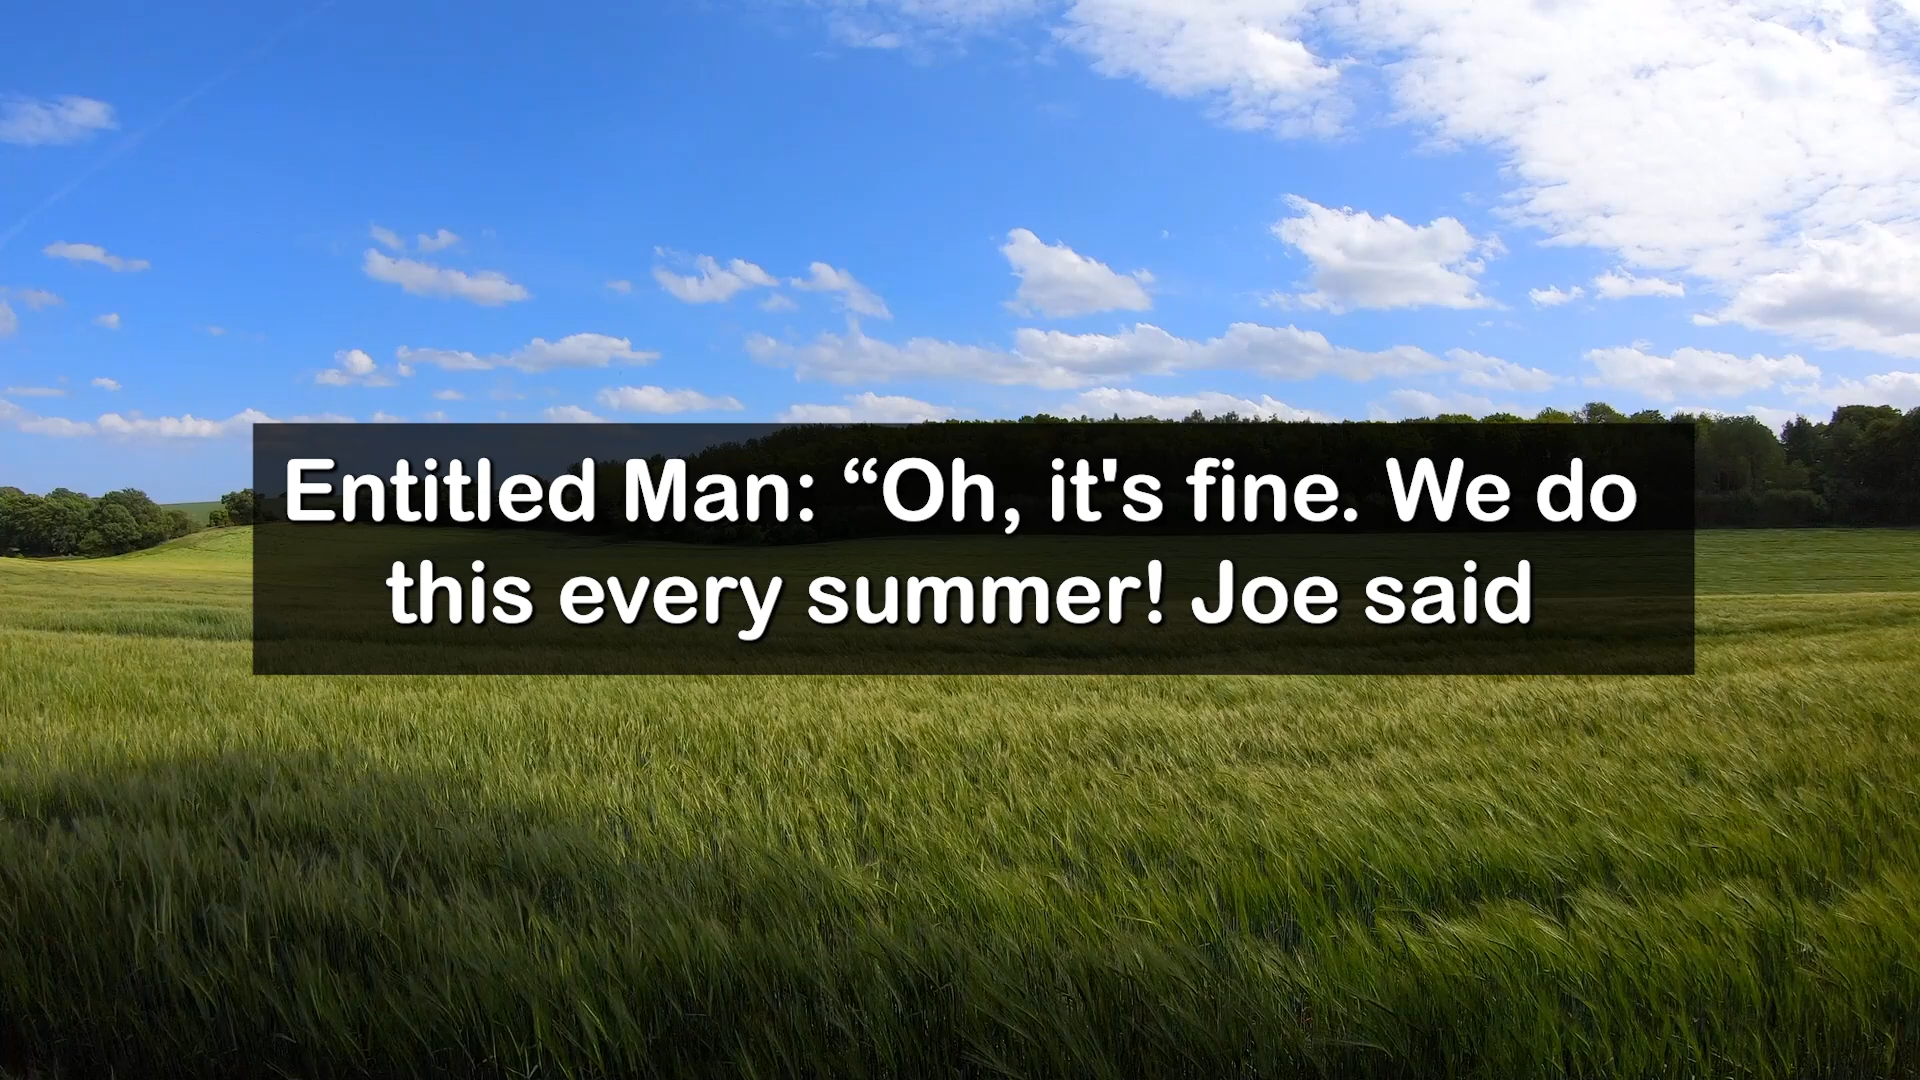 Entitled Man: “Oh, it's fine. We do
this every summer! Joe said